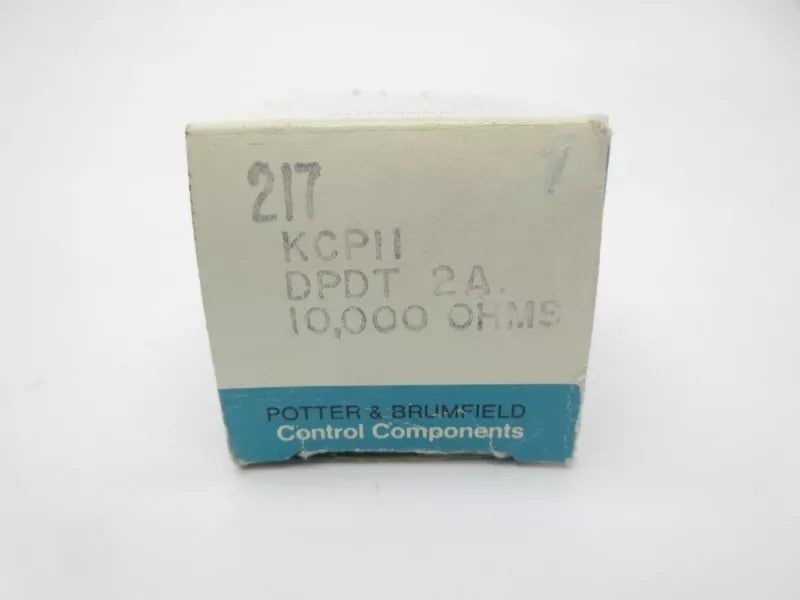 217
KCP11
DPDT 2A.
10,000 OHMS
POTTER & BRUMFIELD
Control Components